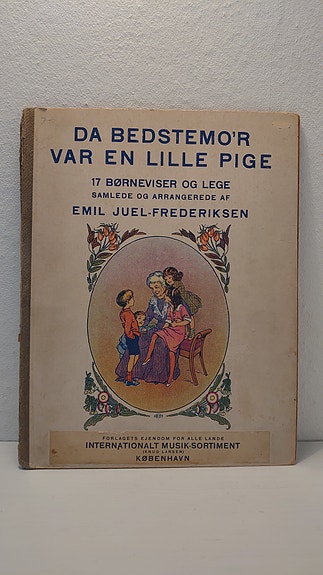 DA BEDSTEMO'R
VAR EN LILLE PIGE
17 BØRNEVISER OG LEGE
SAMLEDE OG ARRANGEREDE AF
EMIL JUEL-FREDERIKSEN
FORLAGETS EJENDOM FOR ALLE LANDE
INTERNATIONALT MUSIK-SORTIMENT
(KNUD LARSEN)
KØBENHAVN